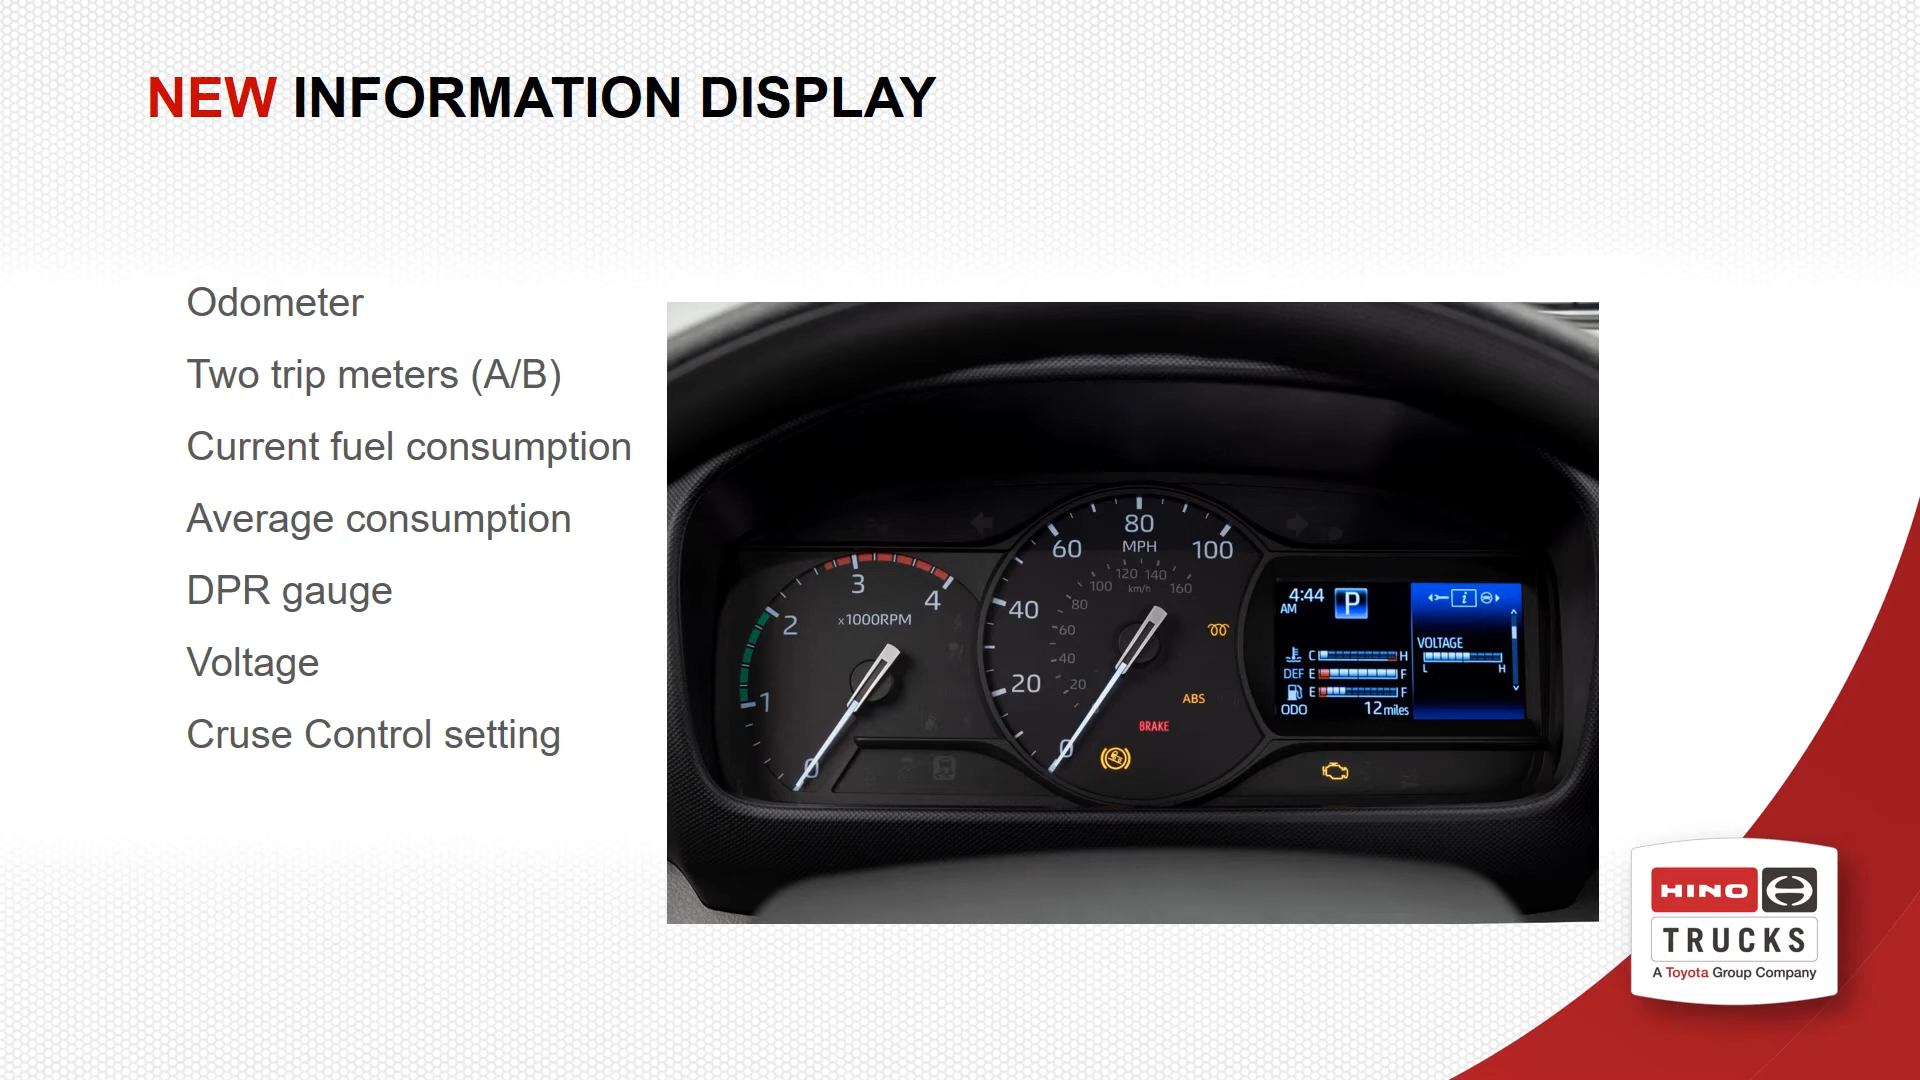 NEW INFORMATION DISPLAY
Odometer
Two trip meters (A/B)
Current fuel consumption
Average consumption
DPR gauge
Voltage
Cruse Control setting
1
2
3
4
0
x1000RPM
0
20
40
60
80
100
MPH
20
40
60
80
100
120
140
160
km/h
ABS
BRAKE
4:44
AM
P
C H
DEF E F
E F
ODO 12 miles
i
VOLTAGE
L H
HINO
TRUCKS
A Toyota Group Company